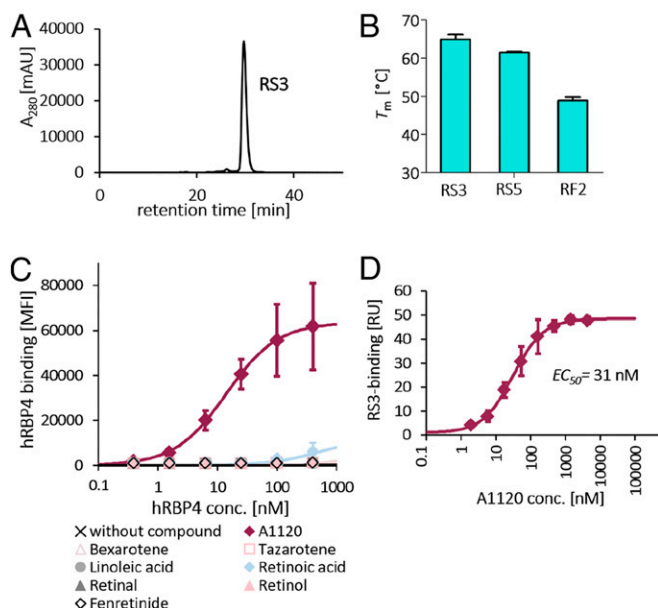 A
A280 [mAU]
40000
30000
20000
10000
0
RS3
0 20 40
retention time [min]
B
Tm [°C]
70
60
50
40
30
RS3 RS5 RF2
C
hRBP4 binding [MFI]
80000
60000
40000
20000
0
0.1 1 10 100 1000
hRBP4 conc. [nM]
without compound
A1120
Bexarotene
Tazarotene
Linoleic acid
Retinoic acid
Retinal
Retinol
Fenretinide
D
RS3-binding [RU]
60
50
40
30
20
10
0
EC50= 31 nM
0.1 1 10 100 1000 10000 100000
A1120 conc. [nM]